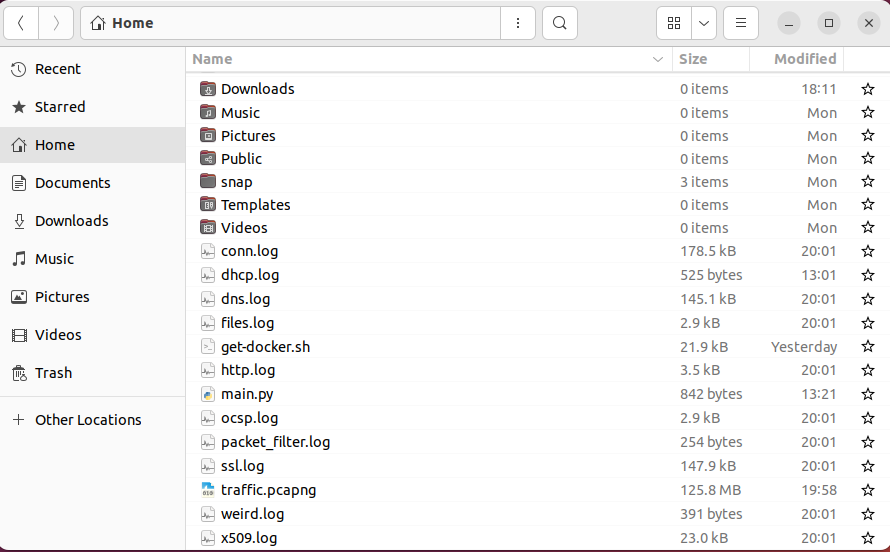 Home
Name Size Modified
Recent
Starred
Home
Documents
Downloads
Music
Pictures
Videos
Trash
Other Locations
Downloads 0 items 18:11
Music 0 items Mon
Pictures 0 items Mon
Public 0 items Mon
snap 3 items Mon
Templates 0 items Mon
Videos 0 items Mon
conn.log 178.5 kB 20:01
dhcp.log 525 bytes 13:01
dns.log 145.1 kB 20:01
files.log 2.9 kB 20:01
get-docker.sh 21.9 kB Yesterday
http.log 3.5 kB 20:01
main.py 842 bytes 13:21
ocsp.log 2.9 kB 20:01
packet_filter.log 254 bytes 20:01
ssl.log 147.9 kB 20:01
traffic.pcapng 125.8 MB 19:58
weird.log 391 bytes 20:01
x509.log 23.0 kB 20:01